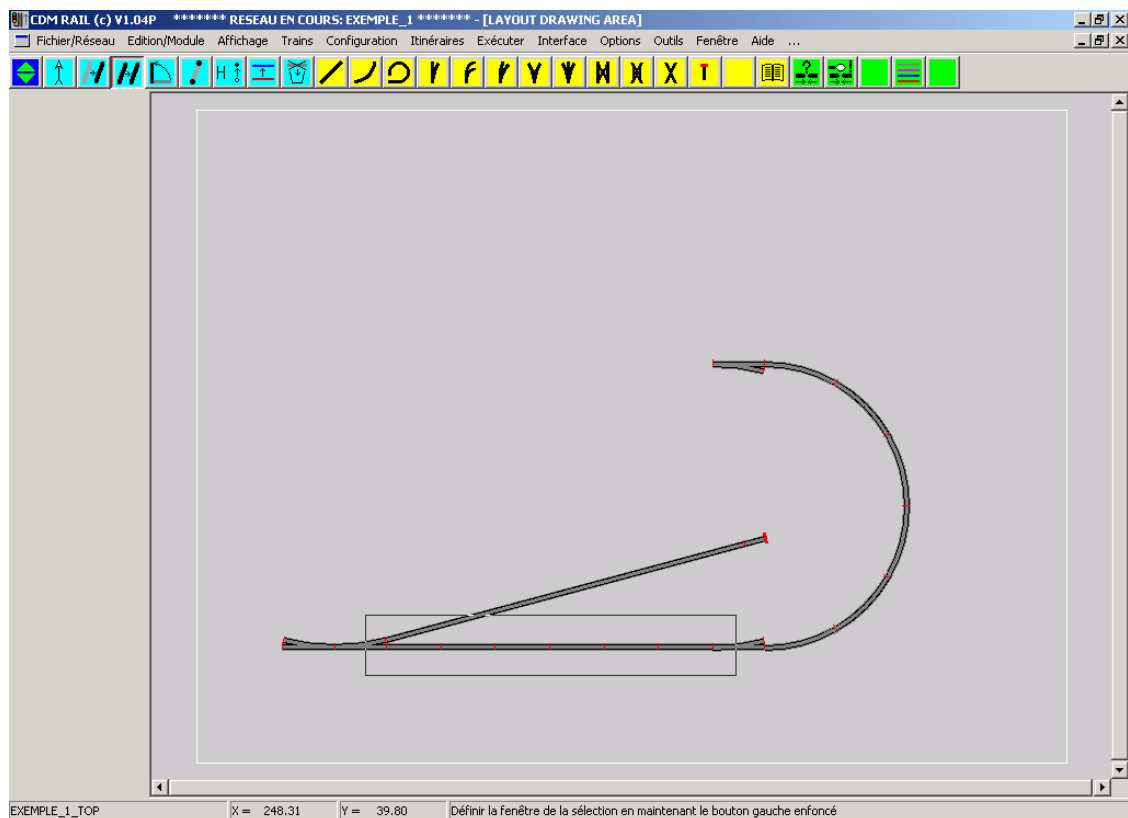 CDM RAIL (c) V1.04P ******* RESEAU EN COURS: EXEMPLE_1 ******* - [LAYOUT DRAWING AREA]
Fichier/Réseau Edition/Module Affichage Trains Configuration Itinéraires Exécuter Interface Options Outils Fenêtre Aide ...
EXEMPLE_1_TOP X = 248.31 Y = 39.80 Définir la fenêtre de la sélection en maintenant le bouton gauche enfoncé